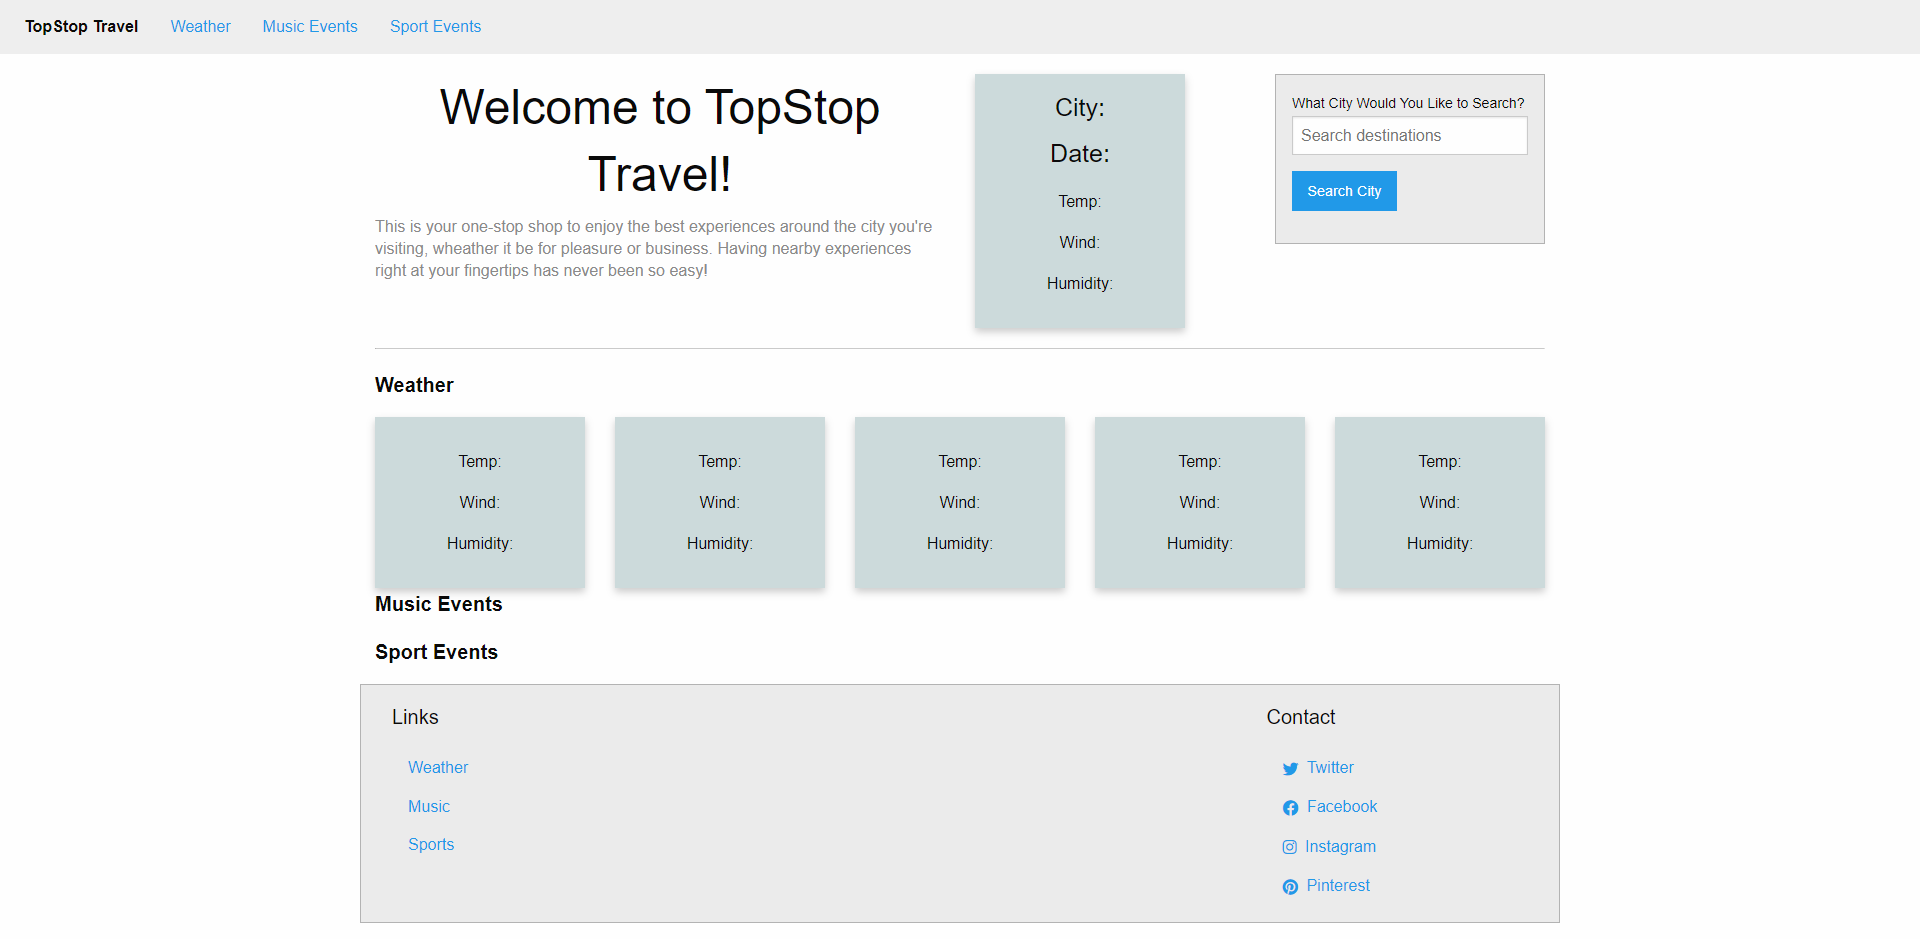 TopStop Travel Weather Music Events Sport Events
Welcome to TopStop
Travel!
This is your one-stop shop to enjoy the best experiences around the city you're
visiting, wheather it be for pleasure or business. Having nearby experiences
right at your fingertips has never been so easy!
City:
Date:
Temp:
Wind:
Humidity:
What City Would You Like to Search?
Search destinations
Search City
Weather
Temp:
Wind:
Humidity:
Temp:
Wind:
Humidity:
Temp:
Wind:
Humidity:
Temp:
Wind:
Humidity:
Temp:
Wind:
Humidity:
Music Events
Sport Events
Links
Weather
Music
Sports
Contact
Twitter
Facebook
Instagram
Pinterest